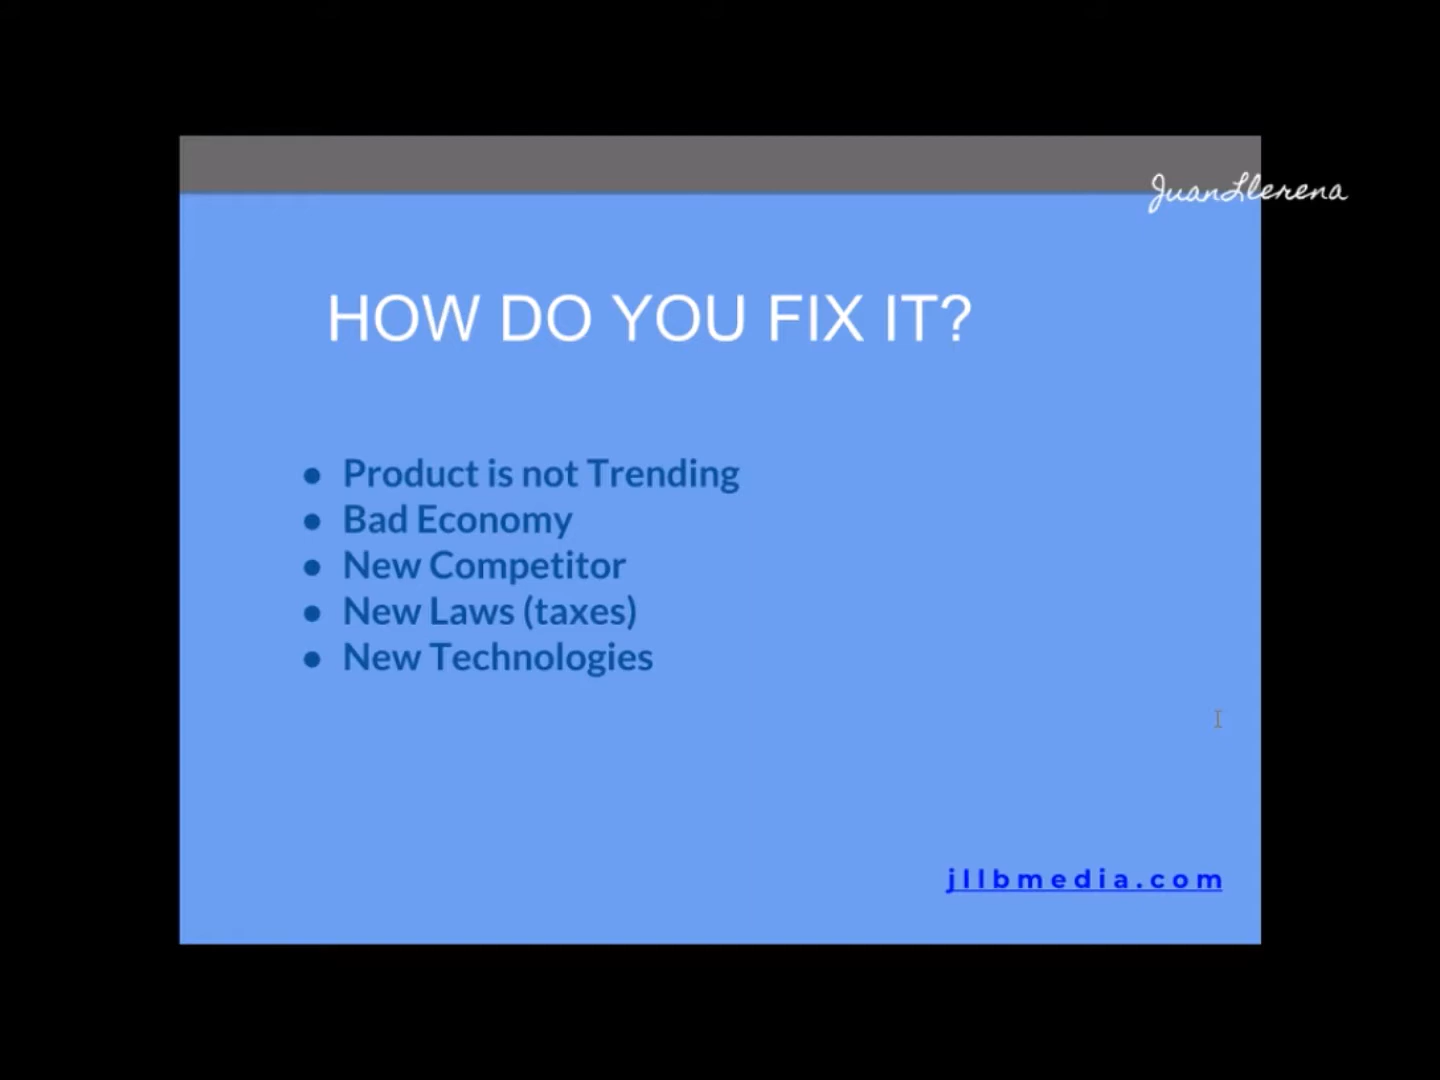 JuanLlerena
HOW DO YOU FIX IT?
● Product is not Trending
● Bad Economy
● New Competitor
● New Laws (taxes)
● New Technologies
jllbmedia.com